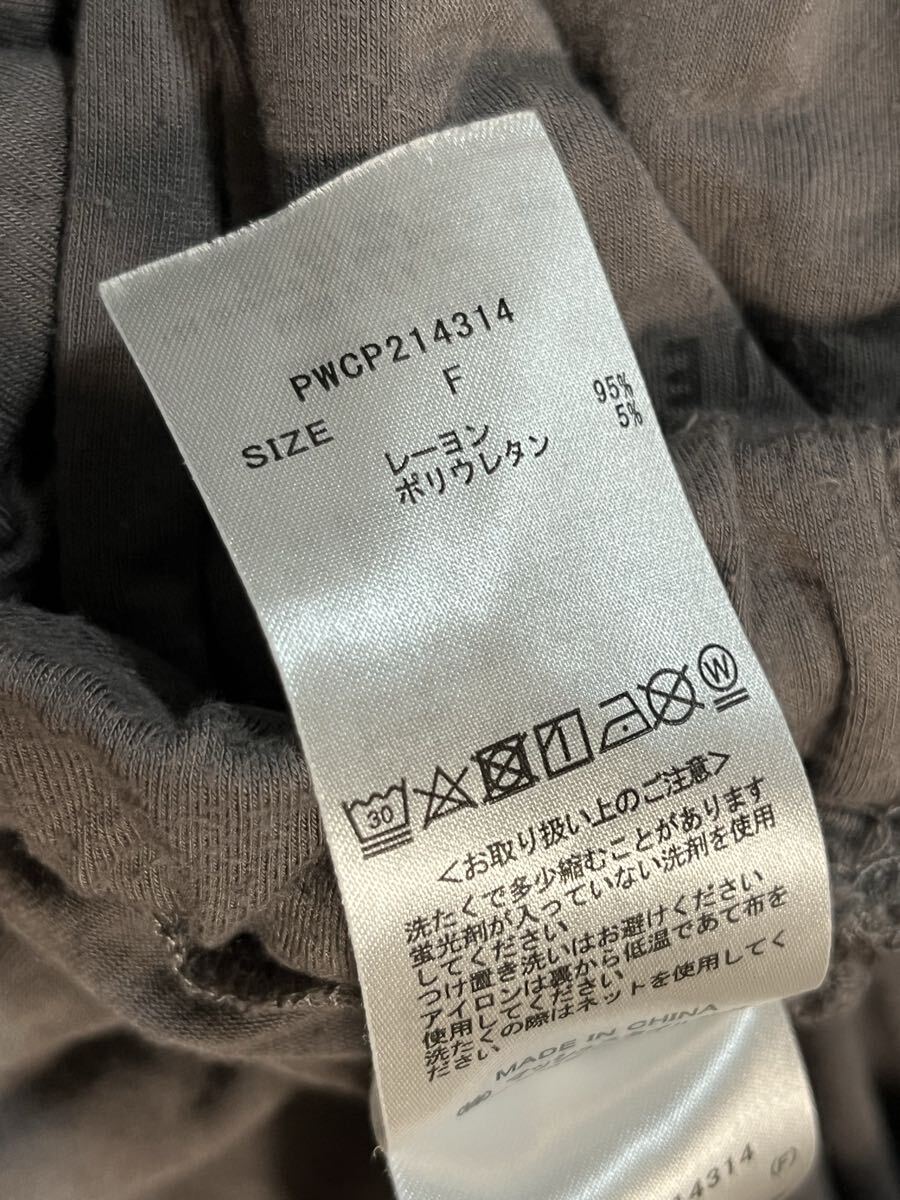 PWCP214314
SIZE F
レーヨン 95%
ポリウレタン 5%
30
W
<お取り扱い上のご注意>
洗たくで多少縮むことがあります
蛍光剤が入っていない洗剤を使用
してください
つけ置き洗いはお避けください
アイロンは裏から低温であて布を
使用してください
洗たくの際はネットを使用してく
ださい
MADE IN CHINA
4314 (F)